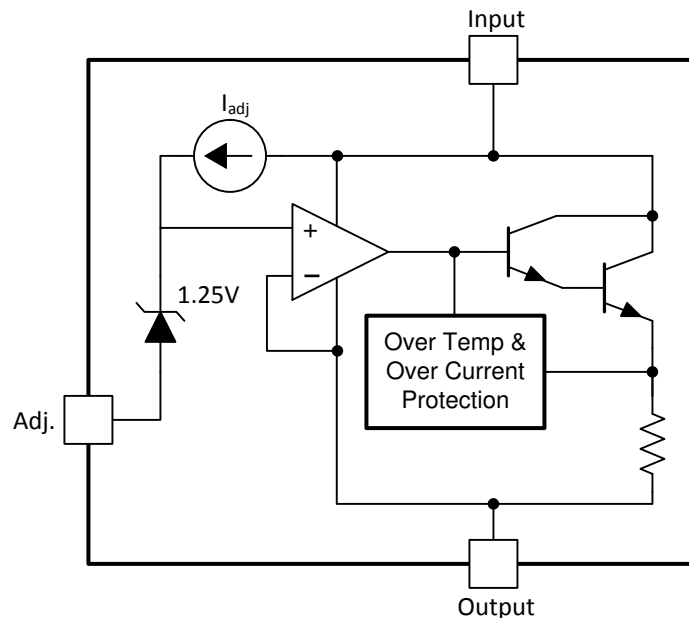 Input
Iadj
+
−
1.25V
Over Temp &
Over Current
Protection
Adj.
Output